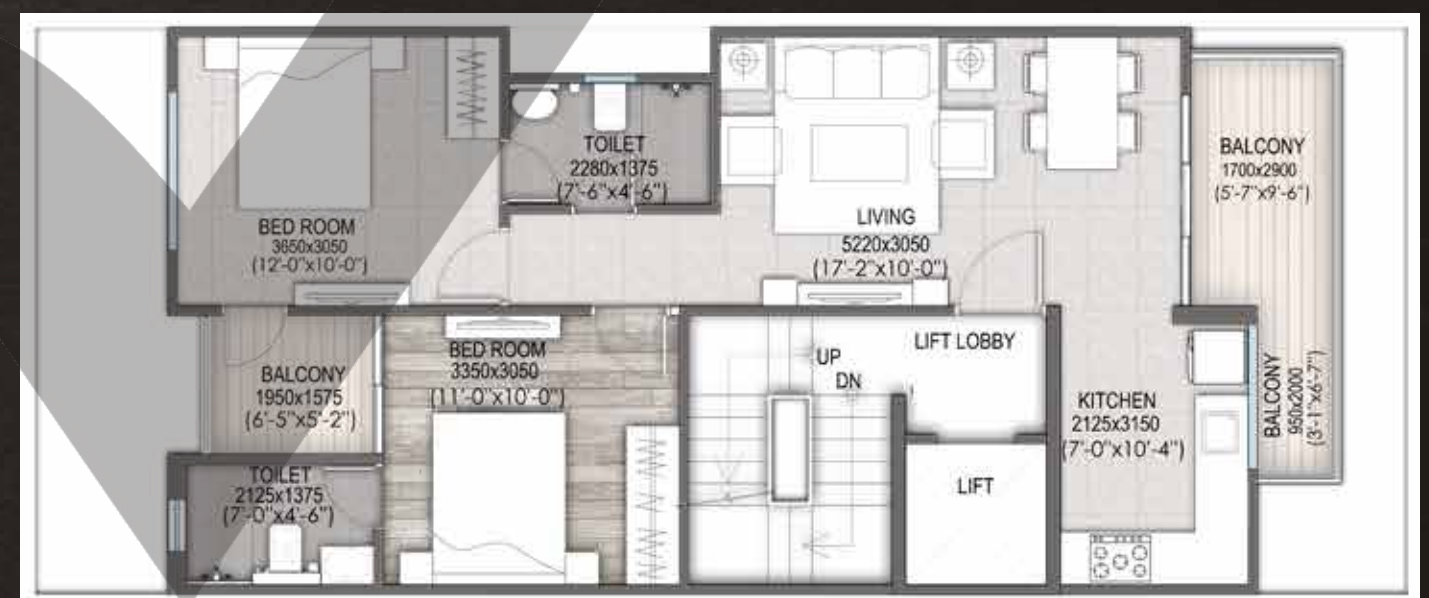 BED ROOM
3650x3050
(12'-0"x10'-0")
TOILET
2280x1375
(7'-6"x4'-6")
LIVING
5220x3050
(17'-2"x10'-0")
BALCONY
1700x2900
(5'-7"x9'-6")
BALCONY
1950x1575
(6'-5"x5'-2")
BED ROOM
3350x3050
(11'-0"x10'-0")
UP
DN
LIFT LOBBY
LIFT
KITCHEN
2125x3150
(7'-0"x10'-4")
BALCONY
950x2000
(3'-1"x6'-7")
TOILET
2125x1375
(7'-0"x4'-6")